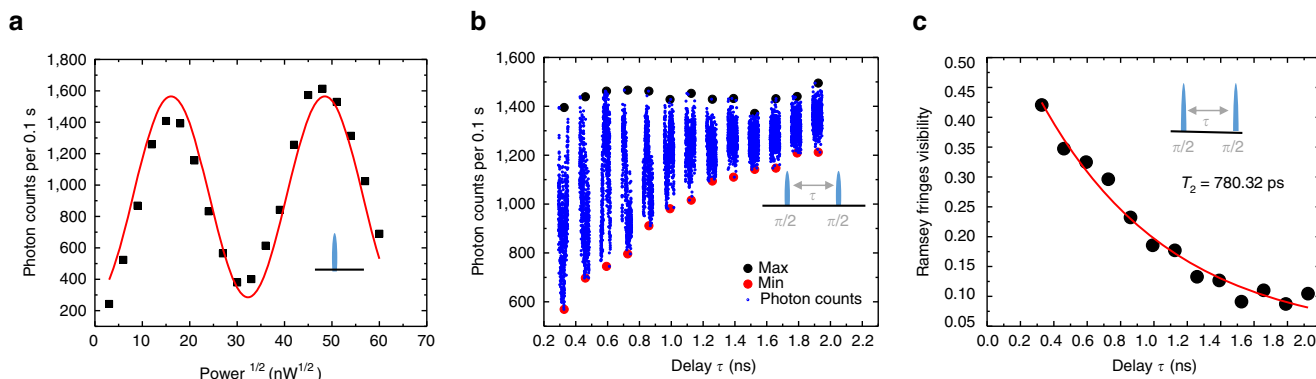 a
1,800
1,600
1,400
1,200
1,000
800
600
400
200
Photon counts per 0.1 s
0 10 20 30 40 50 60 70
Power 1/2 (nW1/2)
b
1,600
1,400
1,200
1,000
800
600
Photon counts per 0.1 s
τ
π/2 π/2
Max
Min
Photon counts
0.2 0.4 0.6 0.8 1.0 1.2 1.4 1.6 1.8 2.0 2.2
Delay τ (ns)
c
0.50
0.45
0.40
0.35
0.30
0.25
0.20
0.15
0.10
0.05
Ramsey fringes visibility
τ
π/2 π/2
T2 = 780.32 ps
0.0 0.2 0.4 0.6 0.8 1.0 1.2 1.4 1.6 1.8 2.0
Delay τ (ns)